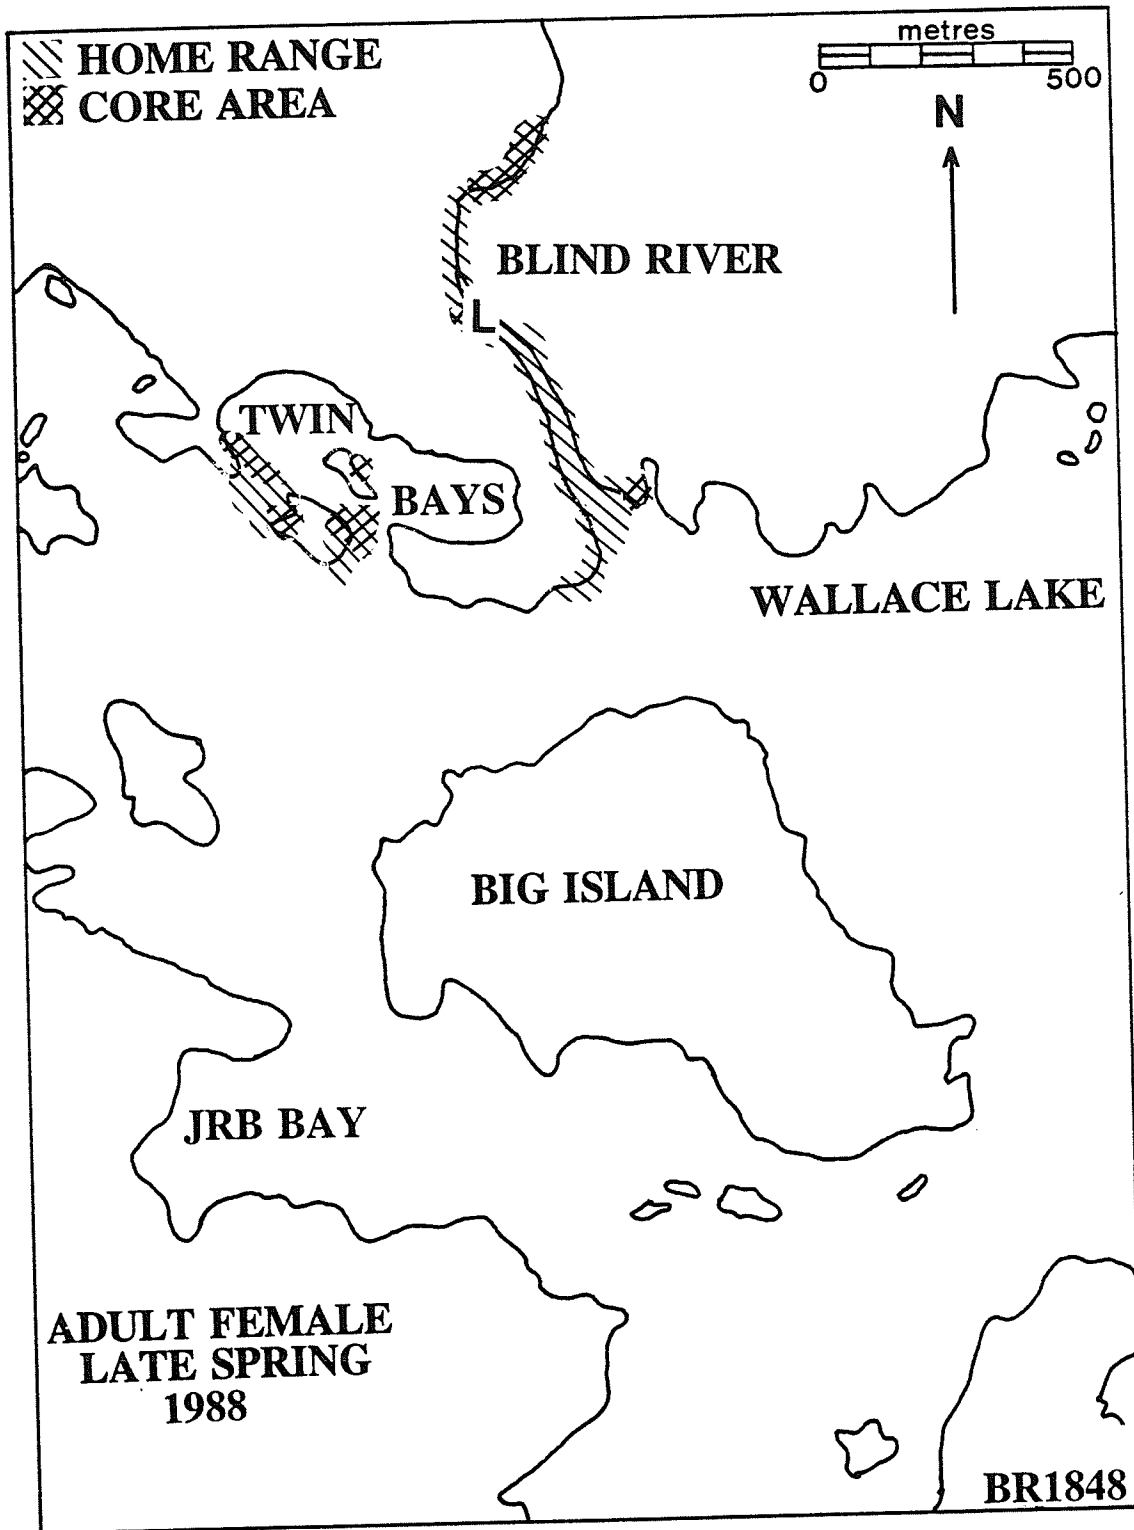 HOME RANGE
CORE AREA
metres
0 500
N
BLIND RIVER
L
TWIN
BAYS
WALLACE LAKE
BIG ISLAND
JRB BAY
ADULT FEMALE
LATE SPRING
1988
BR1848